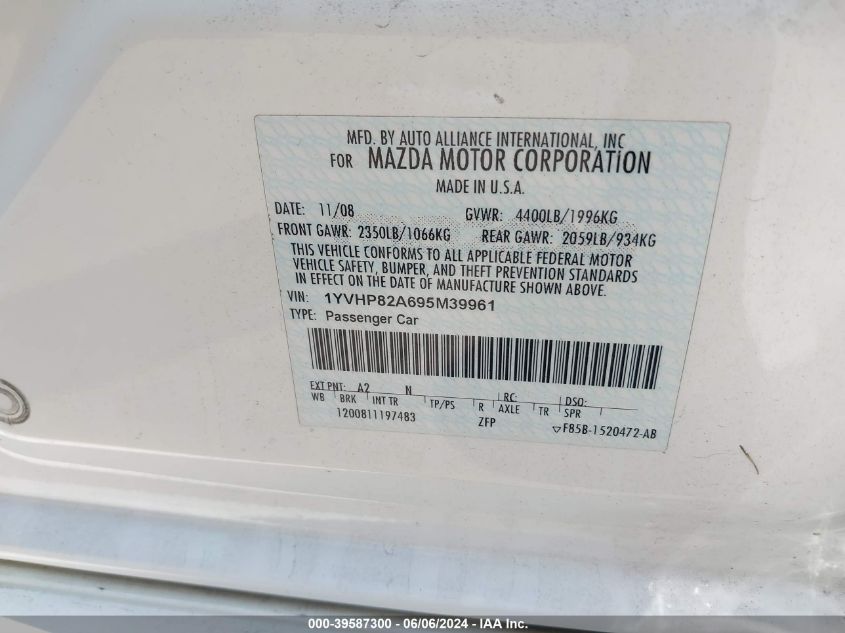 MFD. BY AUTO ALLIANCE INTERNATIONAL, INC
FOR MAZDA MOTOR CORPORATION
MADE IN U.S.A.
DATE: 11/08 GVWR: 4400LB/1996KG
FRONT GAWR: 2350LB/1066KG REAR GAWR: 2059LB/934KG
THIS VEHICLE CONFORMS TO ALL APPLICABLE FEDERAL MOTOR
VEHICLE SAFETY, BUMPER, AND THEFT PREVENTION STANDARDS
IN EFFECT ON THE DATE OF MANUFACTURE SHOWN ABOVE.
VIN: 1YVHP82A695M39961
TYPE: Passenger Car
EXT PNT: A2 N RC: DSO:
WB BRK INT TR TP/PS R AXLE TR SPR
1200811197483 ZFP F85B-1520472-AB
000-39587300 - 06/06/2024 - IAA Inc.